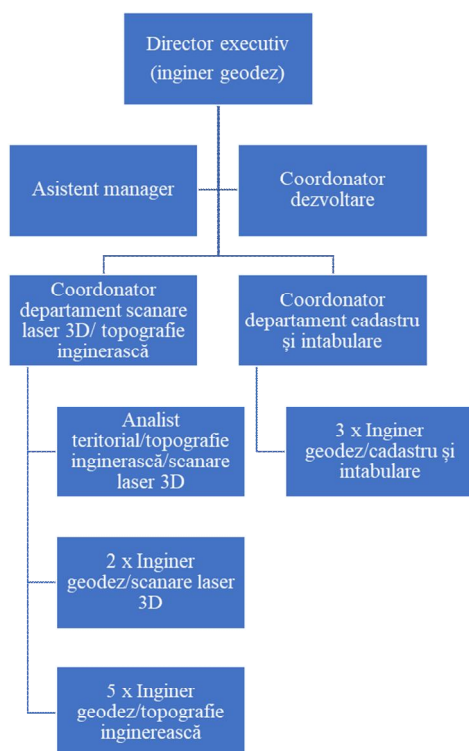 Director executiv
(inginer geodez)
Asistent manager
Coordonator
dezvoltare
Coordonator
departament scanare
laser 3D/ topografie
inginerască
Coordonator
departament cadastru
și intabulare
Analist
teritorial/topografie
inginerască/scanare
laser 3D
3 x Inginer
geodez/cadastru și
intabulare
2 x Inginer
geodez/scanare laser
3D
5 x Inginer
geodez/topografie
inginerească